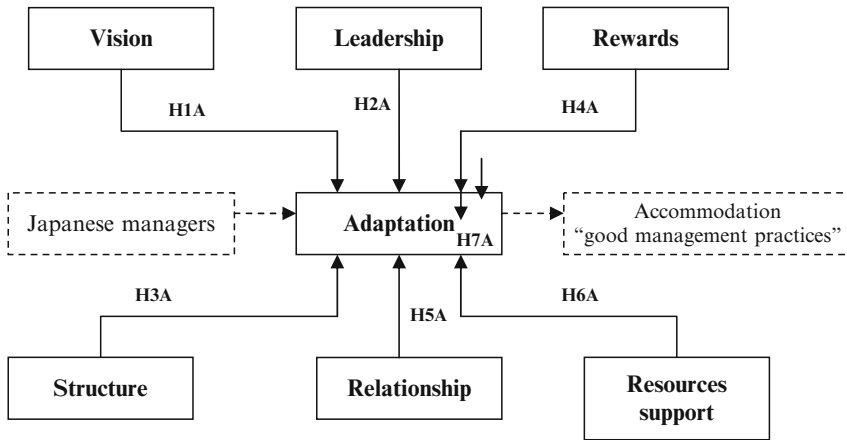 Vision
Leadership
Rewards
H1A
H2A
H4A
Japanese managers
Adaptation
H7A
Accommodation
“good management practices”
H3A
H5A
H6A
Structure
Relationship
Resources
support